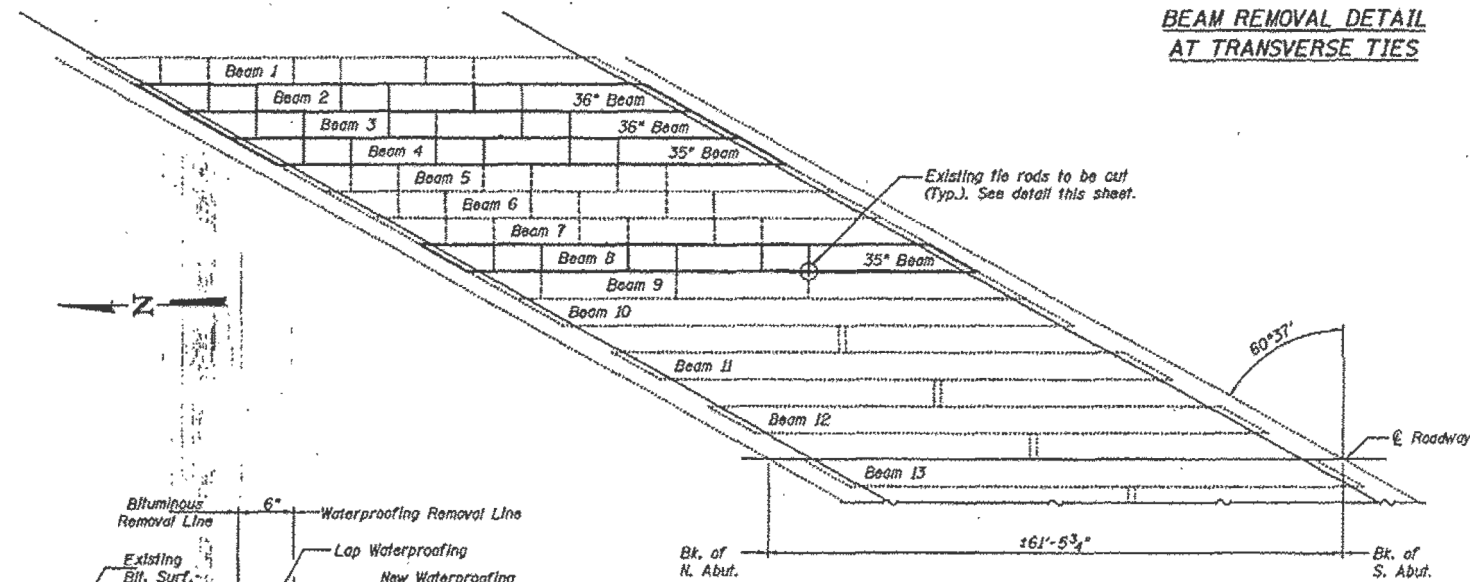 BEAM REMOVAL DETAIL
AT TRANSVERSE TIES
Beam 1
Beam 2
36" Beam
Beam 3
36" Beam
Beam 4
35" Beam
Beam 5
Existing tie rods to be cut
(Typ.). See detail this sheet.
Beam 6
Beam 7
Beam 8
35" Beam
Beam 9
N
Beam 10
60°37'
Beam 11
Beam 12
℄ Roadway
Beam 13
Bituminous
Removal Line
6"
Waterproofing Removal Line
Lap Waterproofing
Existing
Bit. Surf.
New Waterproofing
Bk. of
N. Abut.
±61'-5¾"
Bk. of
S. Abut.